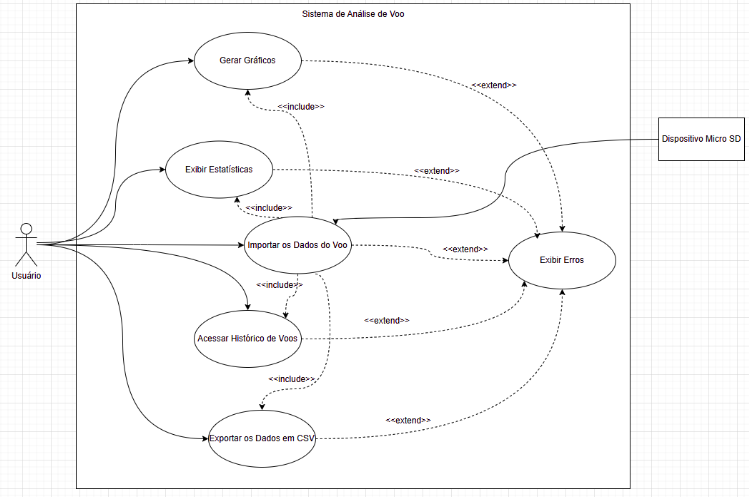 Sistema de Análise de Voo
Gerar Gráficos
<<extend>>
<<include>>
Dispositivo Micro SD
Exibir Estatísticas
<<extend>>
<<include>>
Importar os Dados do Voo
<<extend>>
Exibir Erros
Usuário
<<include>>
<<extend>>
Acessar Histórico de Voos
<<include>>
<<extend>>
Exportar os Dados em CSV